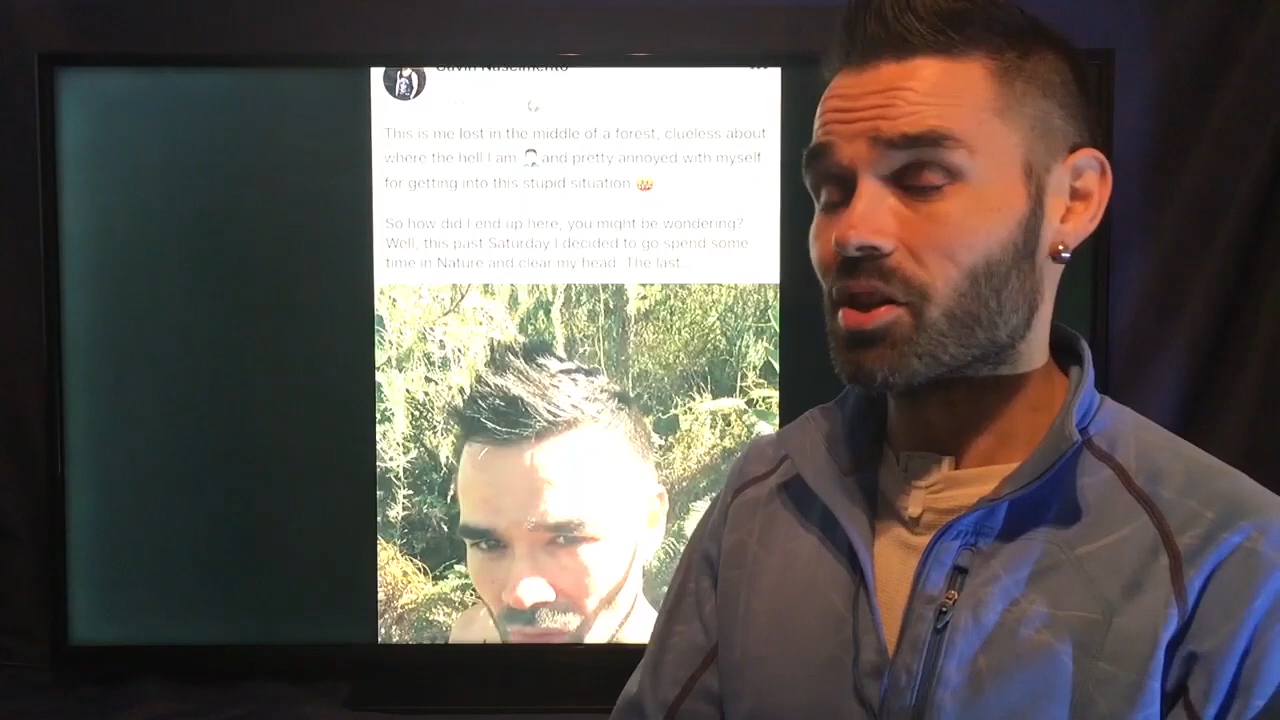 Gavin Nascimento
This is me lost in the middle of a forest, clueless about
where the hell I am and pretty annoyed with myself
for getting into this stupid situation
So how did I end up here, you might be wondering?
Well, this past Saturday I decided to go spend some
time in Nature and clear my head. The last...